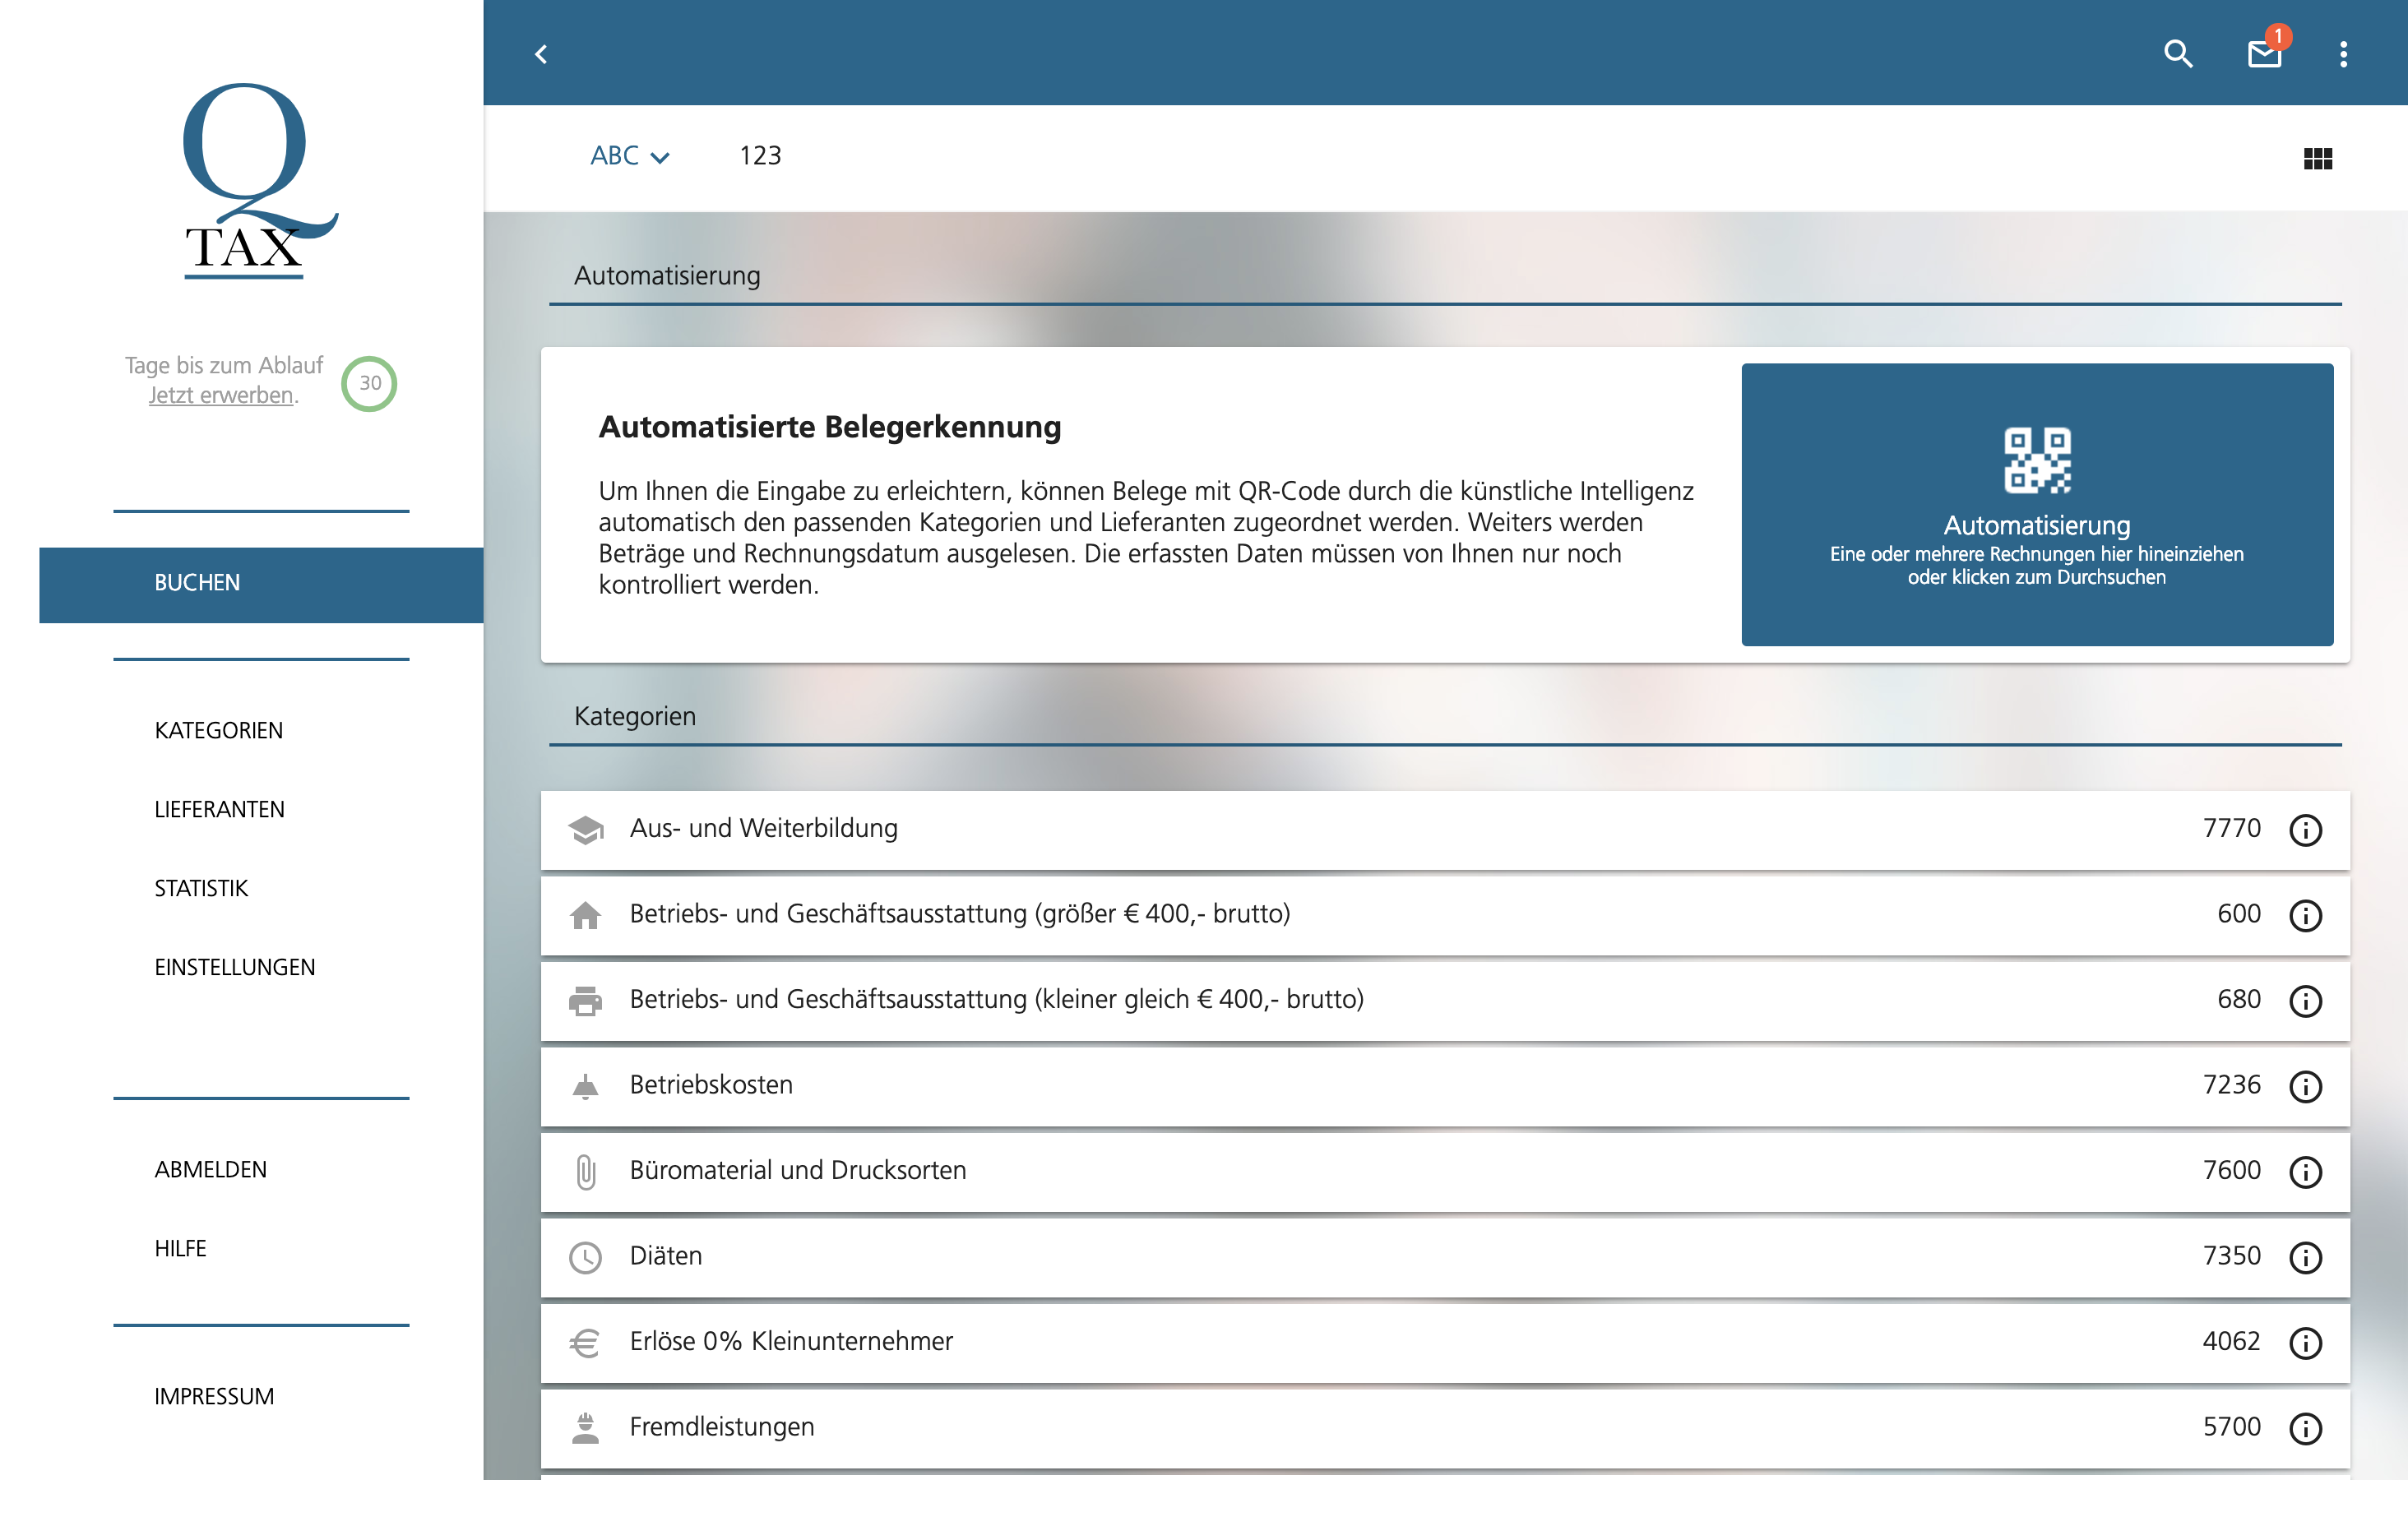 Q
TAX
Tage bis zum Ablauf
Jetzt erwerben.
30
BUCHEN
KATEGORIEN
LIEFERANTEN
STATISTIK
EINSTELLUNGEN
ABMELDEN
HILFE
IMPRESSUM
1
ABC 123
Automatisierung
Automatisierte Belegerkennung
Um Ihnen die Eingabe zu erleichtern, können Belege mit QR-Code durch die künstliche Intelligenz
automatisch den passenden Kategorien und Lieferanten zugeordnet werden. Weiters werden
Beträge und Rechnungsdatum ausgelesen. Die erfassten Daten müssen von Ihnen nur noch
kontrolliert werden.
Automatisierung
Eine oder mehrere Rechnungen hier hineinziehen
oder klicken zum Durchsuchen
Kategorien
Aus- und Weiterbildung 7770
Betriebs- und Geschäftsausstattung (größer € 400,- brutto) 600
Betriebs- und Geschäftsausstattung (kleiner gleich € 400,- brutto) 680
Betriebskosten 7236
Büromaterial und Drucksorten 7600
Diäten 7350
Erlöse 0% Kleinunternehmer 4062
Fremdleistungen 5700